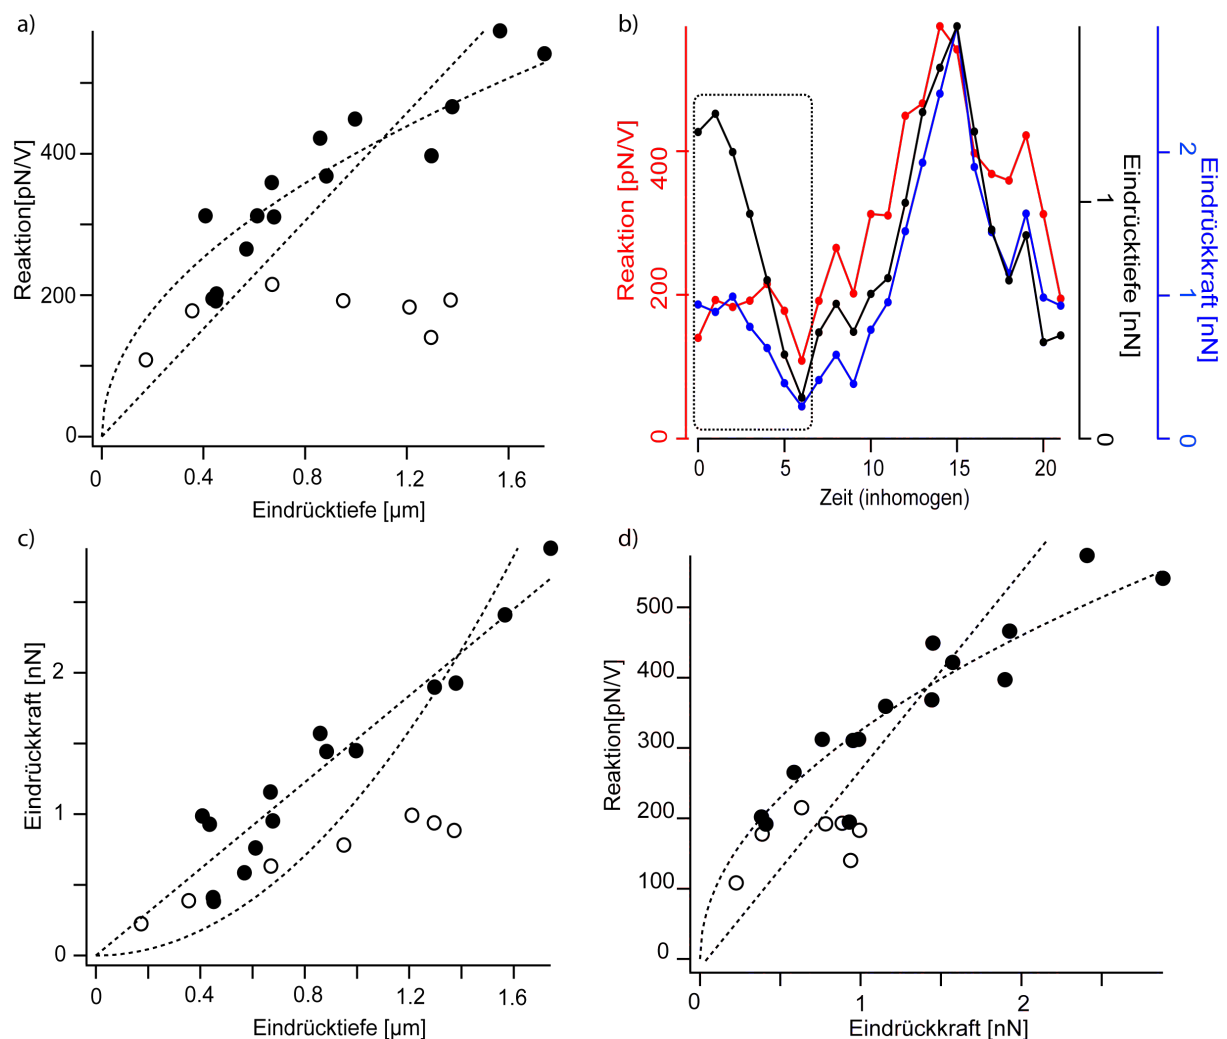 a)
Reaktion[pN/V]
400
200
0
0
0.4
0.8
1.2
1.6
Eindrücktiefe [µm]
b)
Reaktion [pN/V]
400
200
0
0
5
10
15
20
Zeit (inhomogen)
1
0
Eindrücktiefe [nN]
2
1
0
Eindrückkraft [nN]
c)
Eindrückkraft [nN]
2
1
0
0
0.4
0.8
1.2
1.6
Eindrücktiefe [µm]
d)
Reaktion[pN/V]
500
400
300
200
100
0
0
1
2
Eindrückkraft [nN]